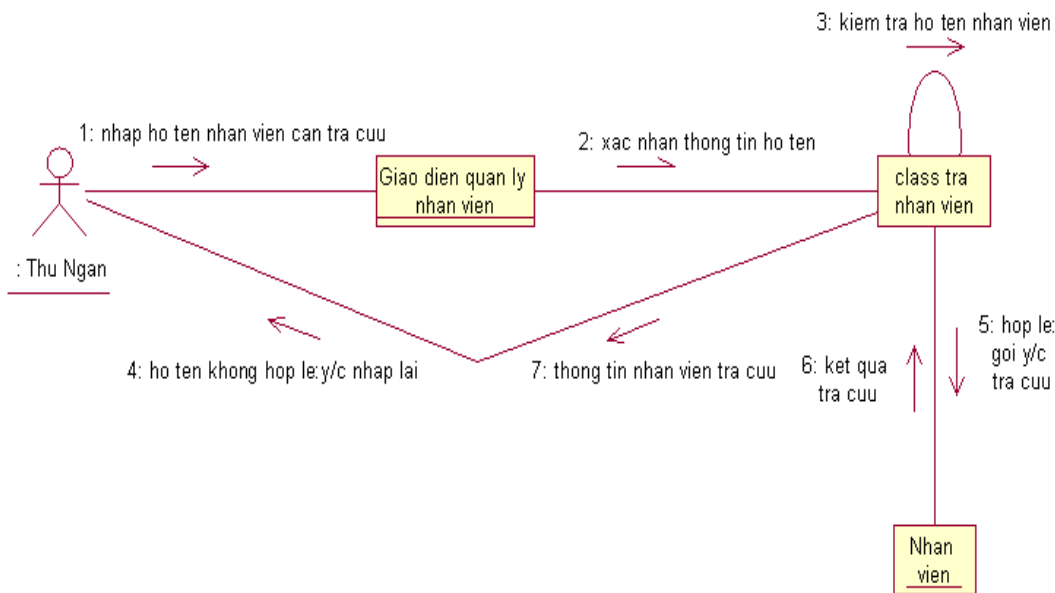 3: kiem tra ho ten nhan vien
1: nhap ho ten nhan vien can tra cuu
2: xac nhan thong tin ho ten
Giao dien quan ly
nhan vien
class tra
nhan vien
: Thu Ngan
4: ho ten khong hop le:y/c nhap lai
7: thong tin nhan vien tra cuu
6: ket qua
tra cuu
5: hop le:
goi y/c
tra cuu
Nhan
vien